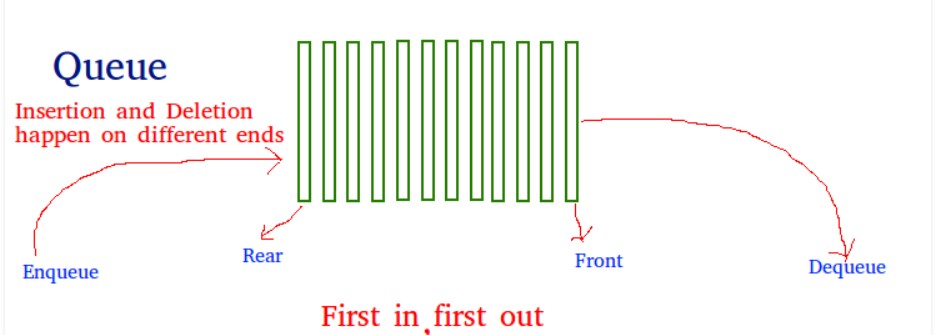 Queue
Insertion and Deletion
happen on different ends
Enqueue
Rear
Front
Dequeue
First in,first out